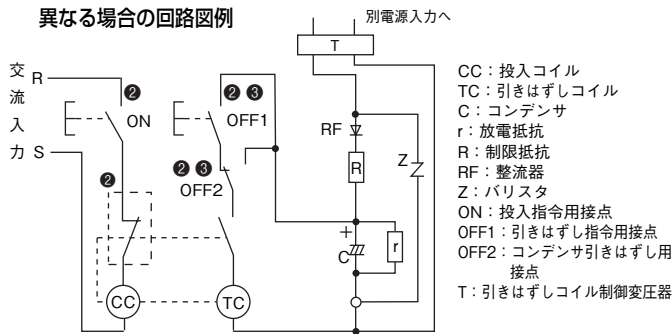 異なる場合の回路図例
別電源入力へ
T
交流入力
R
S
❷
ON
❷ ❸
OFF1
❷ ❸
OFF2
❷
CC
TC
RF
R
Z
+
C
r
CC：投入コイル
TC：引きはずしコイル
C：コンデンサ
r：放電抵抗
R：制限抵抗
RF：整流器
Z：バリスタ
ON：投入指令用接点
OFF1：引きはずし指令用接点
OFF2：コンデンサ引きはずし用
接点
T：引きはずしコイル制御変圧器